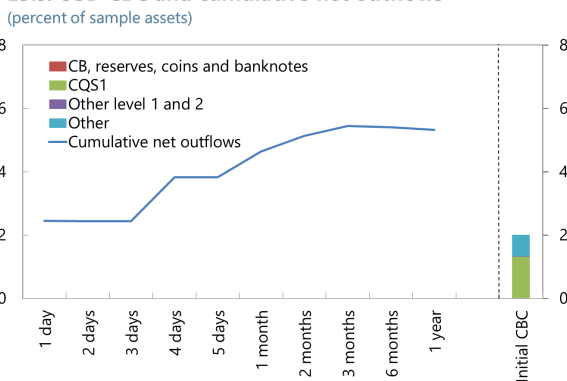 (percent of sample assets)
8 8
CB, reserves, coins and banknotes
CQS1
6 6
Other level 1 and 2
Other
Cumulative net outflows
4 4
2 2
0 0
1 day
2 days
3 days
4 days
5 days
1 month
2 months
3 months
6 months
1 year
Initial CBC